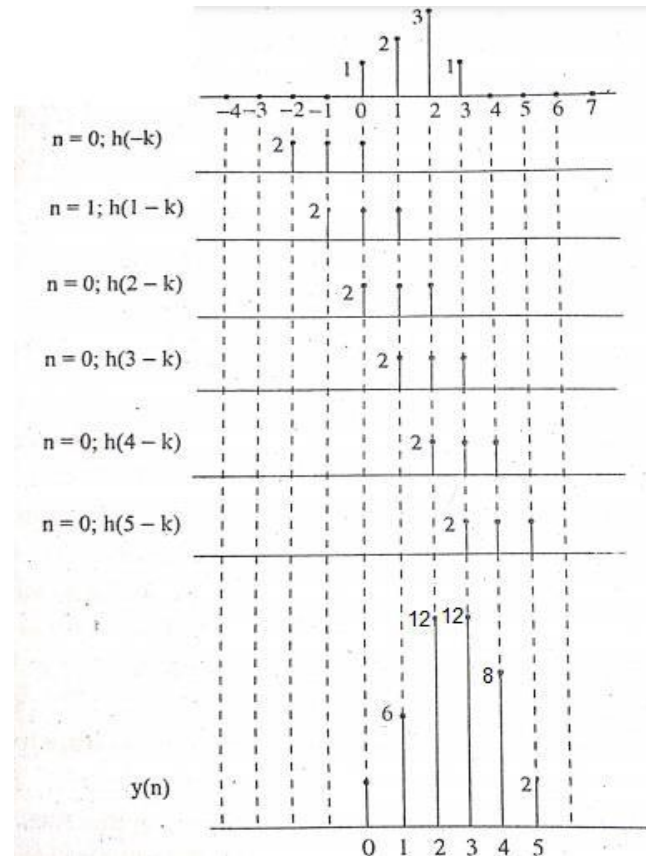 3
2
1 1
-4 -3 -2 -1 0 1 2 3 4 5 6 7
n = 0; h(-k) 2
n = 1; h(1 - k) 2
n = 0; h(2 - k) 2
n = 0; h(3 - k) 2
n = 0; h(4 - k) 2
n = 0; h(5 - k) 2
12 12
8
6
y(n) 2
0 1 2 3 4 5